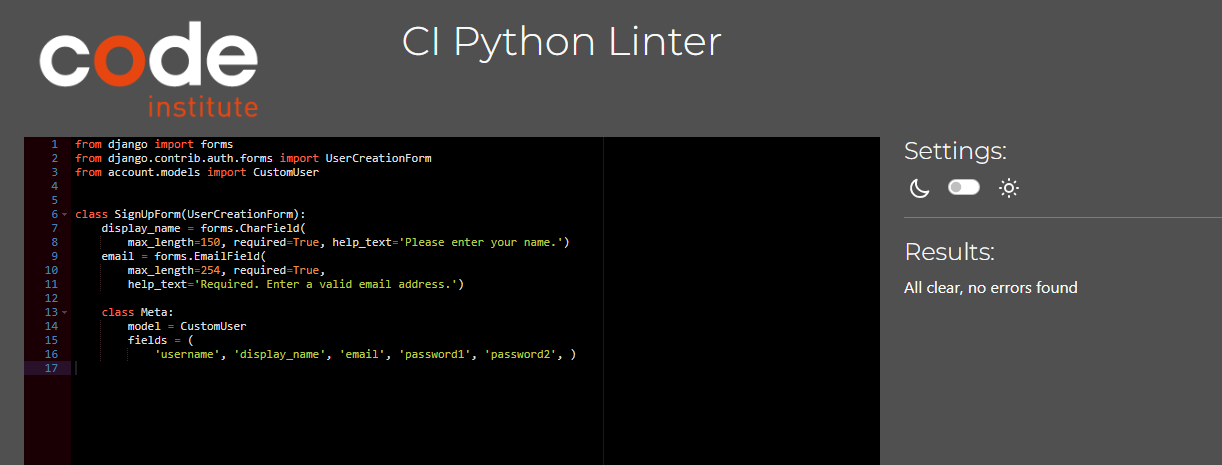 code
institute
CI Python Linter
1 from django import forms
2 from django.contrib.auth.forms import UserCreationForm
3 from account.models import CustomUser
4
5
6 class SignUpForm(UserCreationForm):
7     display_name = forms.CharField(
8         max_length=150, required=True, help_text='Please enter your name.')
9     email = forms.EmailField(
10         max_length=254, required=True,
11         help_text='Required. Enter a valid email address.')
12
13     class Meta:
14         model = CustomUser
15         fields = (
16             'username', 'display_name', 'email', 'password1', 'password2', )
17
Settings:
Results:
All clear, no errors found